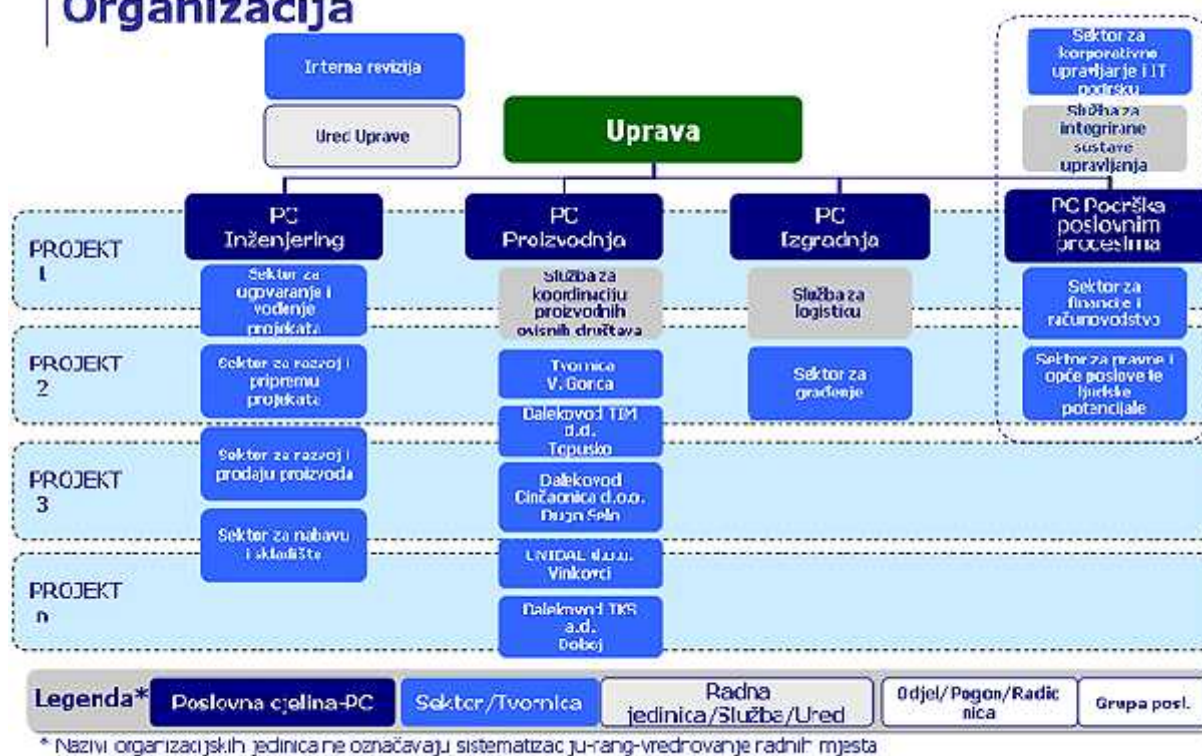 Organizacija
Interna revizija
Ured Uprave
Uprava
Sektor za
korporativno
upravljanje i IT
podršku
Služba za
integrirane
sustave
upravljanja
PC
Inženjering
PC
Proizvodnja
PC
Izgradnja
PC Podrška
poslovnim
procesima
PROJEKT
1
Sektor za
ugovaranje i
vođenje
projekata
Služba za
koordinaciju
proizvodnih
ovisnih društava
Služba za
logistiku
Sektor za
financije i
računovodstvo
PROJEKT
2
Sektor za razvoj i
pripremu
projekata
Tvornica
V. Gorica
Dalekovod TIM
d.d.
Topusko
Sektor za
građenje
Sektor za pravne i
opće poslove te
ljudske
potencijale
PROJEKT
3
Sektor za razvoj i
prodaju proizvoda
Dalekovod
Cinčaonica d.o.o.
Dugo Selo
Sektor za nabavu
i skladište
PROJEKT
n
UNIDAL d.o.o.
Vinkovci
Dalekovod TKS
a.d.
Doboj
Legenda*
Poslovna cjelina-PC
Sektor/Tvornica
Radna
jedinica/Služba/Ured
Odjel/Pogon/Radio
nica
Grupa posl.
* Nazivi organizacijskih jedinica ne označavaju sistematizaciju-rang-vrednovanje radnih mjesta